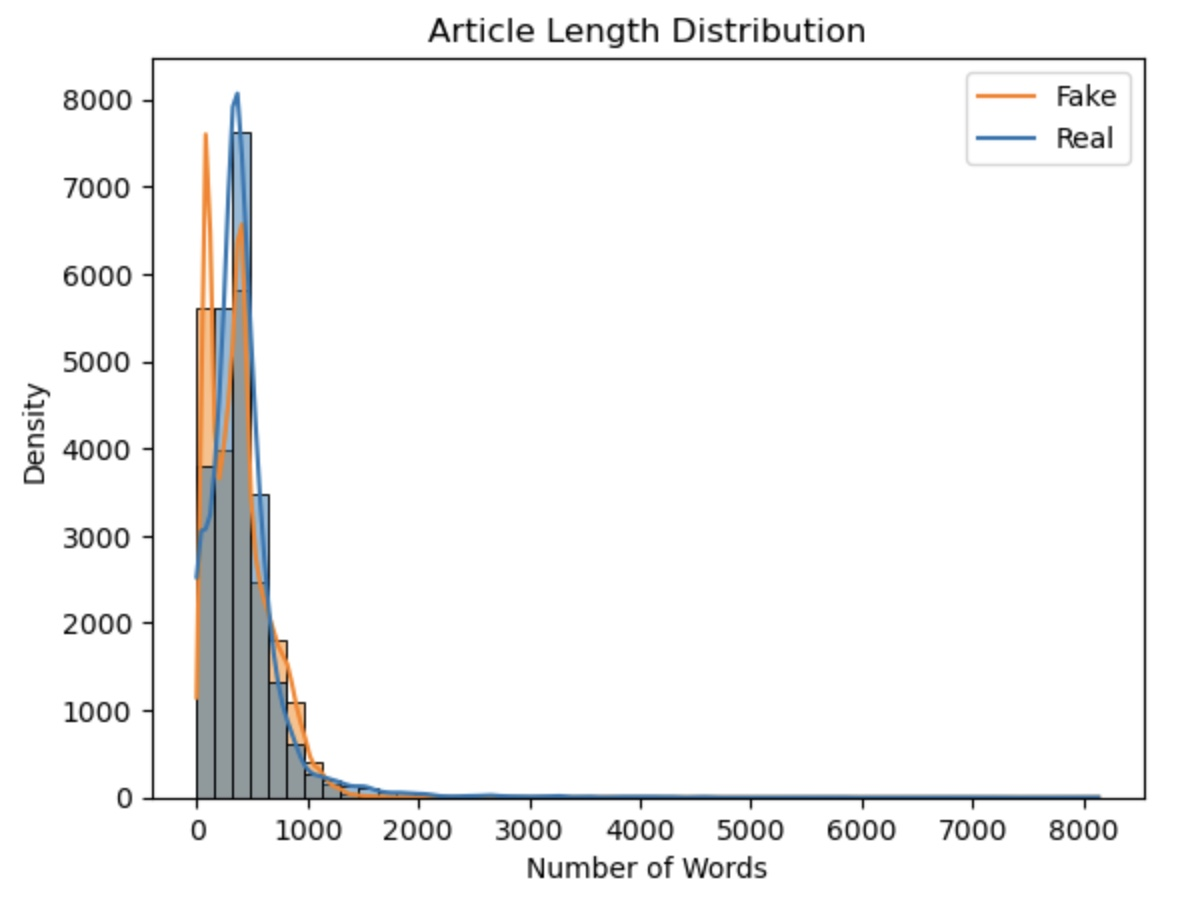 Article Length Distribution
Fake
Real
8000
7000
6000
5000
4000
3000
2000
1000
0
Density
0 1000 2000 3000 4000 5000 6000 7000 8000
Number of Words